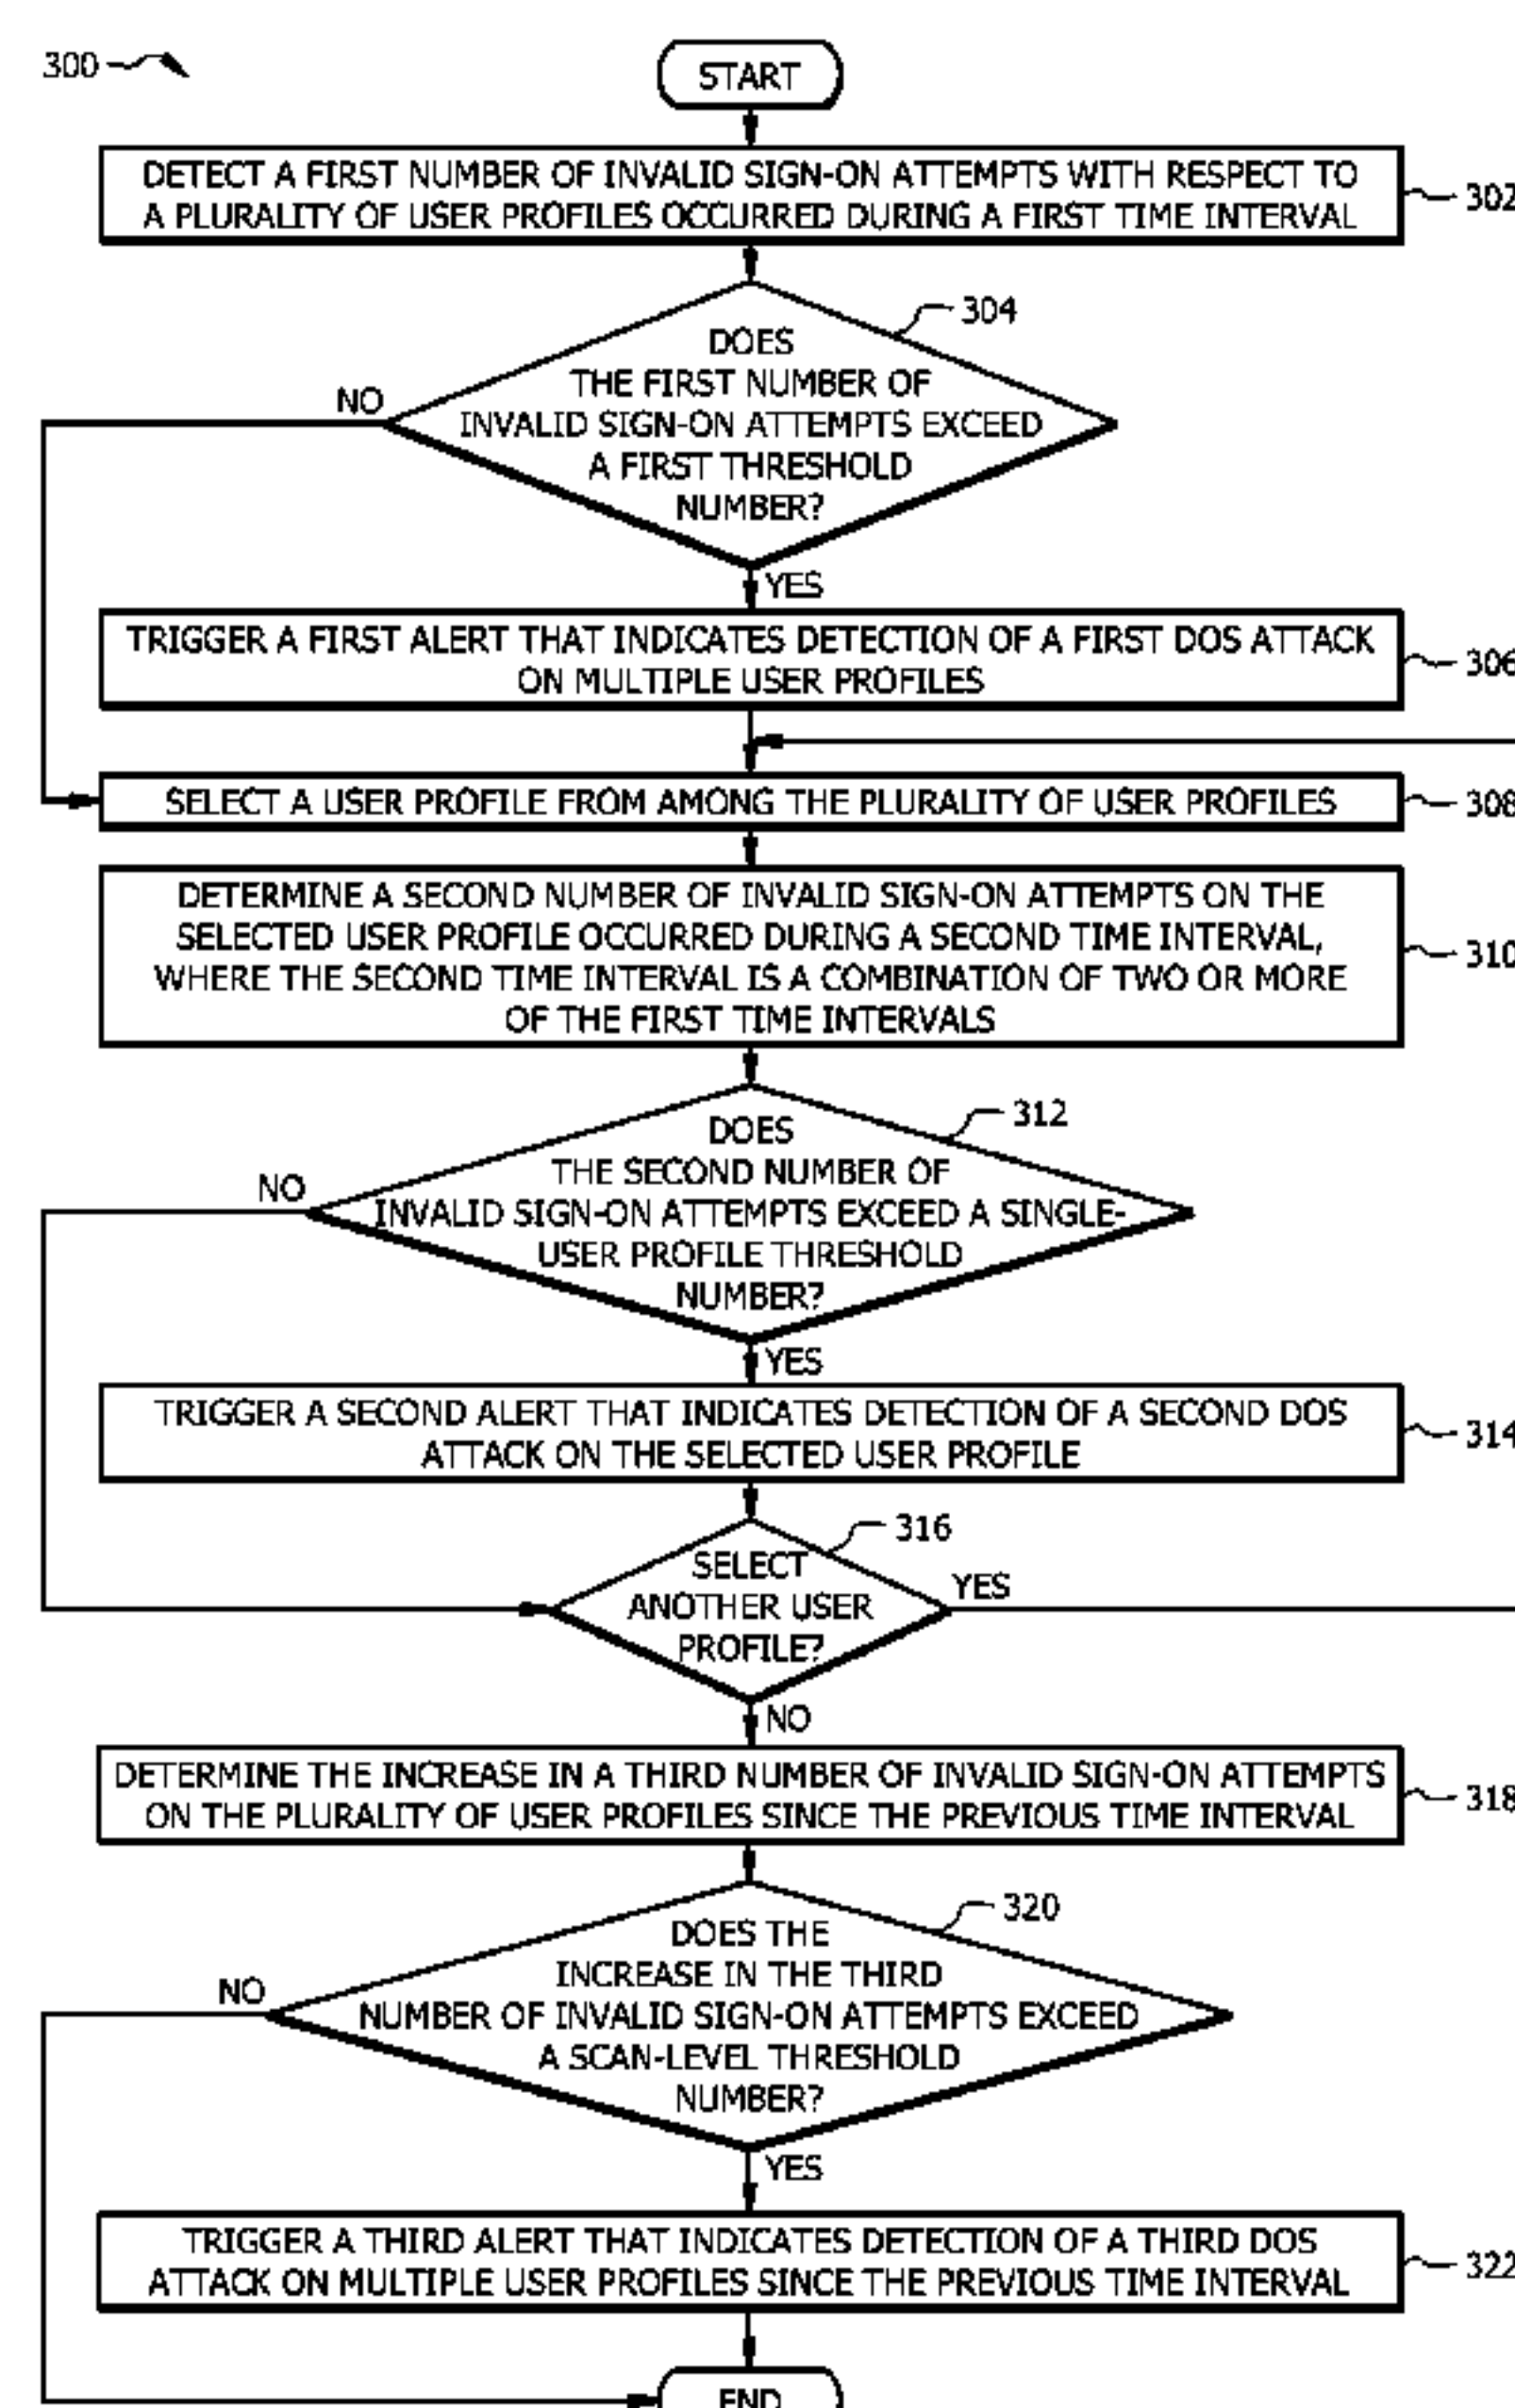 300
START
DETECT A FIRST NUMBER OF INVALID SIGN-ON ATTEMPTS WITH RESPECT TO
A PLURALITY OF USER PROFILES OCCURRED DURING A FIRST TIME INTERVAL
302
304
DOES
THE FIRST NUMBER OF
INVALID SIGN-ON ATTEMPTS EXCEED
A FIRST THRESHOLD
NUMBER?
NO
YES
TRIGGER A FIRST ALERT THAT INDICATES DETECTION OF A FIRST DOS ATTACK
ON MULTIPLE USER PROFILES
306
SELECT A USER PROFILE FROM AMONG THE PLURALITY OF USER PROFILES
308
DETERMINE A SECOND NUMBER OF INVALID SIGN-ON ATTEMPTS ON THE
SELECTED USER PROFILE OCCURRED DURING A SECOND TIME INTERVAL,
WHERE THE SECOND TIME INTERVAL IS A COMBINATION OF TWO OR MORE
OF THE FIRST TIME INTERVALS
310
312
DOES
THE SECOND NUMBER OF
INVALID SIGN-ON ATTEMPTS EXCEED A SINGLE-
USER PROFILE THRESHOLD
NUMBER?
NO
YES
TRIGGER A SECOND ALERT THAT INDICATES DETECTION OF A SECOND DOS
ATTACK ON THE SELECTED USER PROFILE
314
316
SELECT
ANOTHER USER
PROFILE?
YES
NO
DETERMINE THE INCREASE IN A THIRD NUMBER OF INVALID SIGN-ON ATTEMPTS
ON THE PLURALITY OF USER PROFILES SINCE THE PREVIOUS TIME INTERVAL
318
320
DOES THE
INCREASE IN THE THIRD
NUMBER OF INVALID SIGN-ON ATTEMPTS EXCEED
A SCAN-LEVEL THRESHOLD
NUMBER?
NO
YES
TRIGGER A THIRD ALERT THAT INDICATES DETECTION OF A THIRD DOS
ATTACK ON MULTIPLE USER PROFILES SINCE THE PREVIOUS TIME INTERVAL
322
END